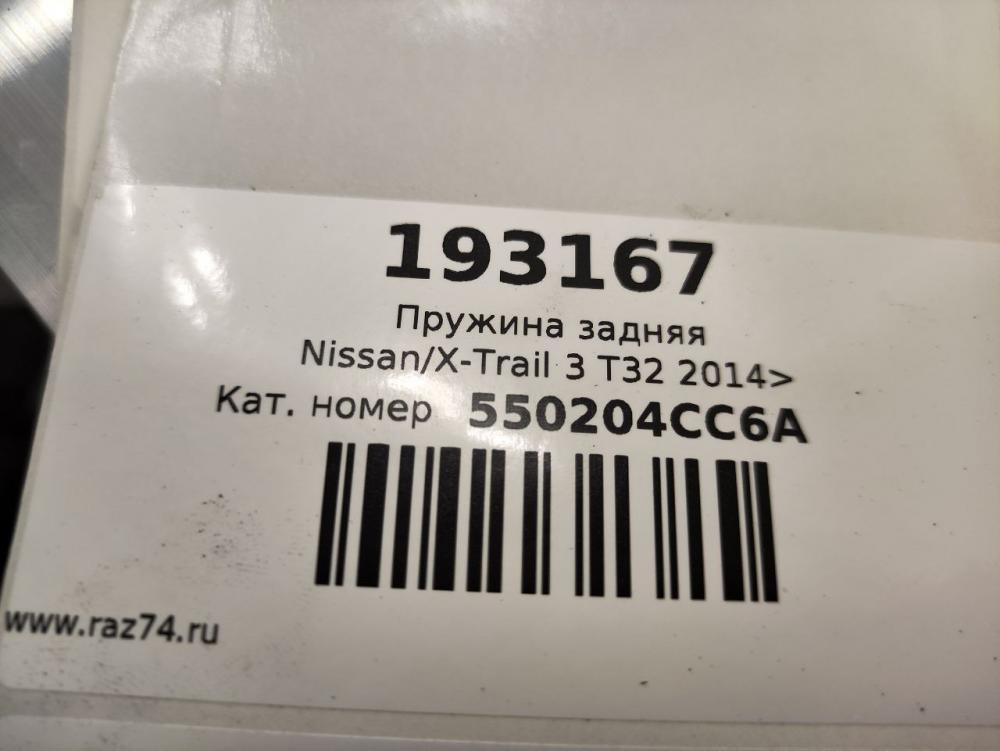 193167
Пружина задняя
Nissan/X-Trail 3 T32 2014>
Кат. номер 550204CC6A
www.raz74.ru